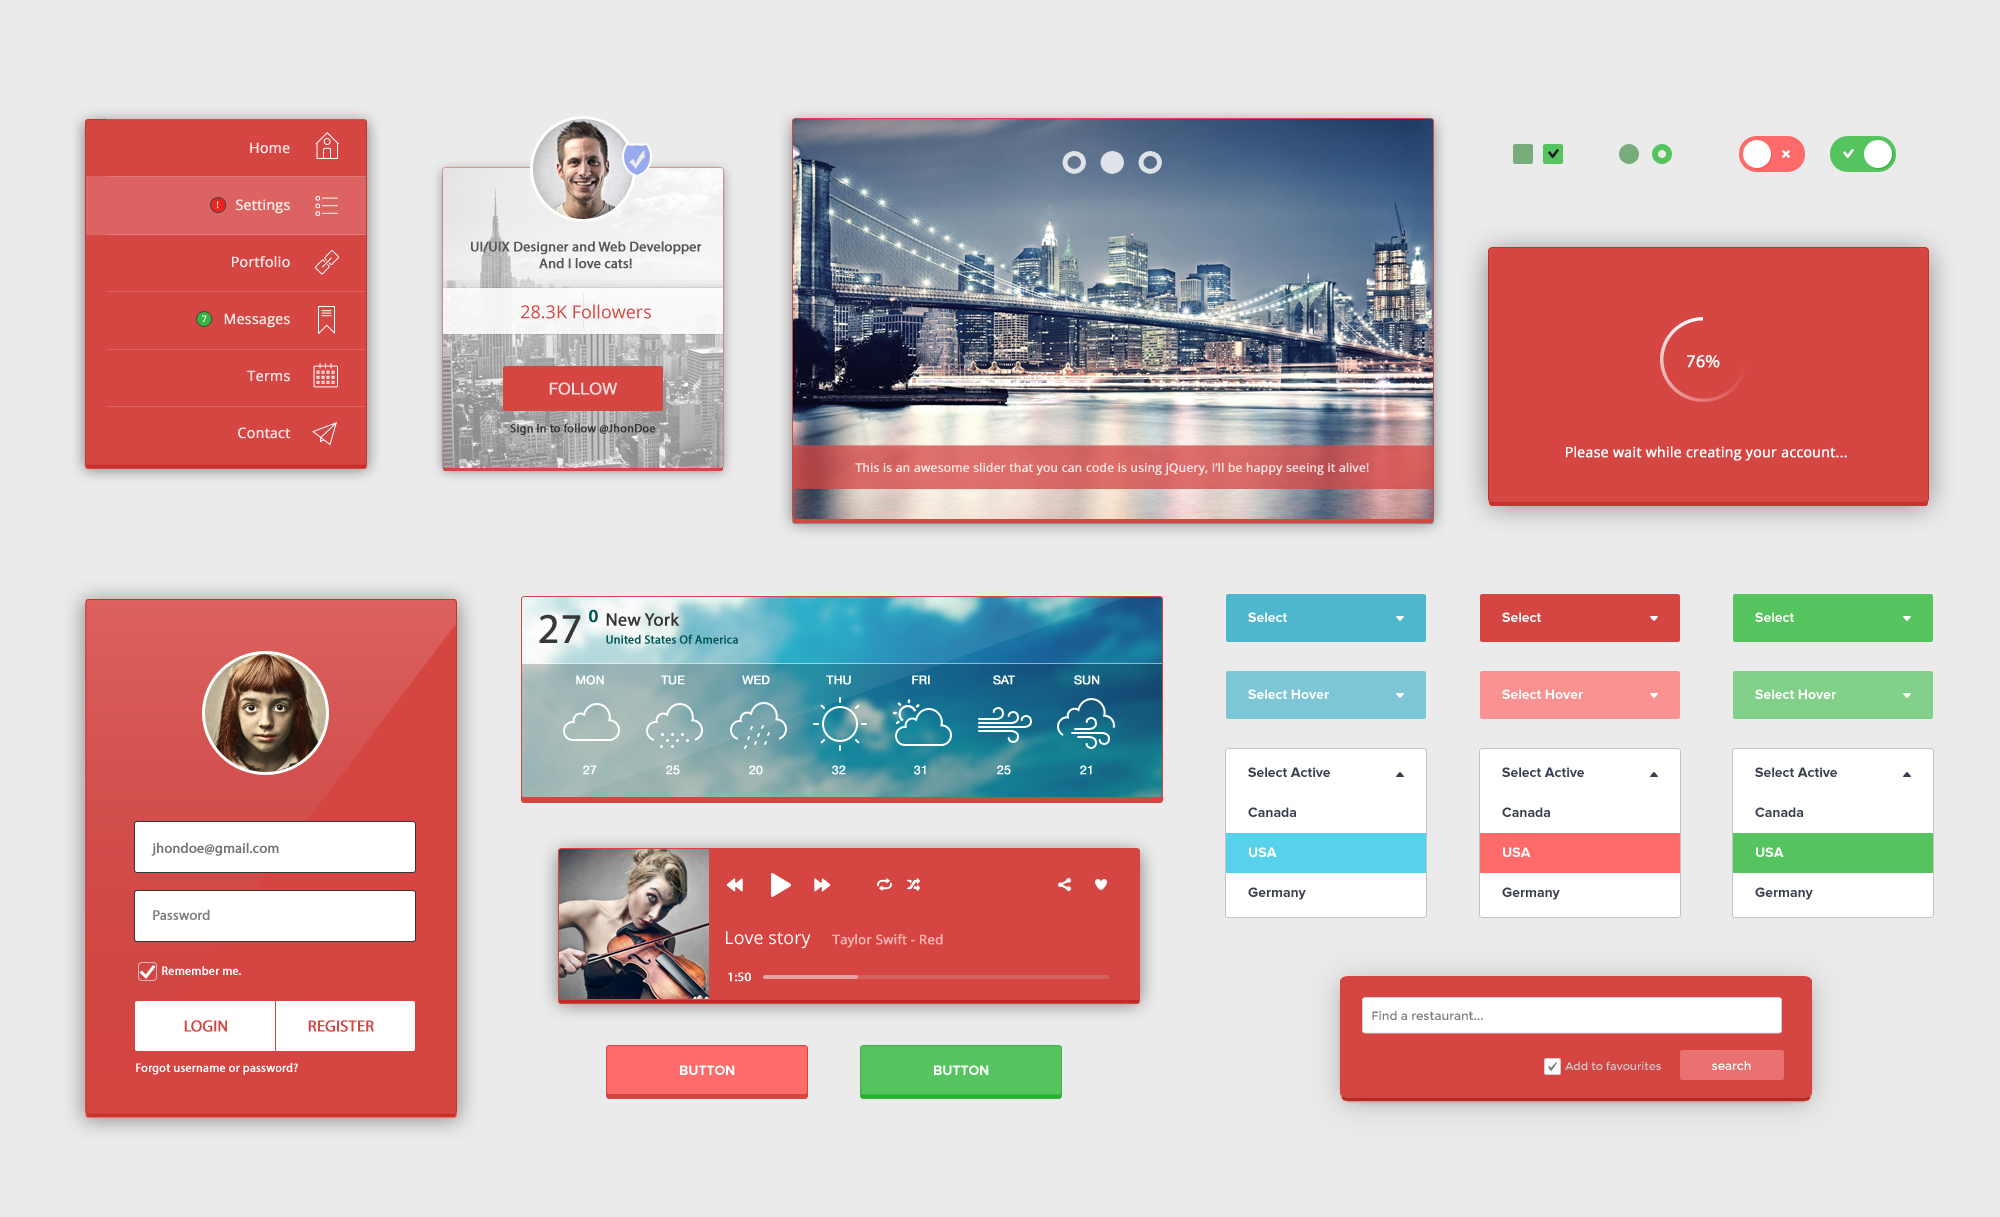 Home
! Settings
Portfolio
7 Messages
Terms
Contact
UI/UIX Designer and Web Developper
And I love cats!
28.3K Followers
FOLLOW
Sign In to follow @JhonDoe
This is an awesome slider that you can code is using jQuery, I'll be happy seeing it alive!
76%
Please wait while creating your account...
jhondoe@gmail.com
Password
Remember me.
LOGIN
REGISTER
Forgot username or password?
27 0 New York
United States Of America
MON TUE WED THU FRI SAT SUN
27 25 20 32 31 25 21
Love story Taylor Swift - Red
1:50
BUTTON
BUTTON
Select
Select Hover
Select Active
Canada
USA
Germany
Select
Select Hover
Select Active
Canada
USA
Germany
Select
Select Hover
Select Active
Canada
USA
Germany
Find a restaurant...
Add to favourites
search